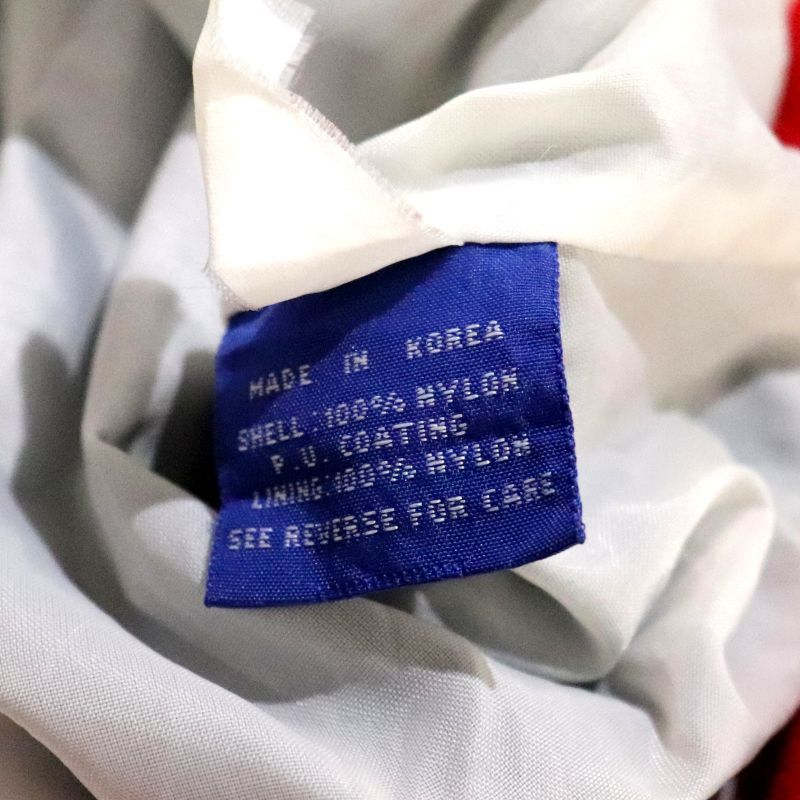 MADE IN KOREA
SHELL:100% NYLON
P.U. COATING
LINING:100% NYLON
SEE REVERSE FOR CARE